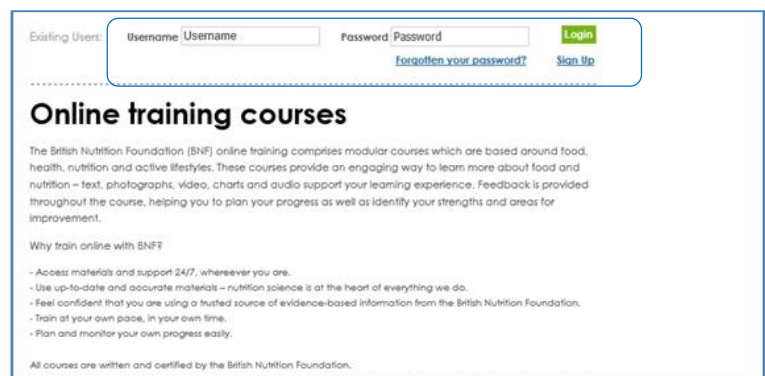 Existing Users: Username Username Password Password Login
Forgotten your password? Sign Up
Online training courses
The British Nutrition Foundation (BNF) online training comprises modular courses which are based around food,
health, nutrition and active lifestyles. These courses provide an engaging way to learn more about food and
nutrition – text, photographs, video, charts and audio support your learning experience. Feedback is provided
throughout the course, helping you to plan your progress as well as identify your strengths and areas for
improvement.
Why train online with BNF?
- Access materials and support 24/7, whereever you are.
- Use up-to-date and accurate materials – nutrition science is at the heart of everything we do.
- Feel confident that you are using a trusted source of evidence-based information from the British Nutrition Foundation.
- Train at your own pace, in your own time.
- Plan and monitor your own progress easily.
All courses are written and certified by the British Nutrition Foundation.